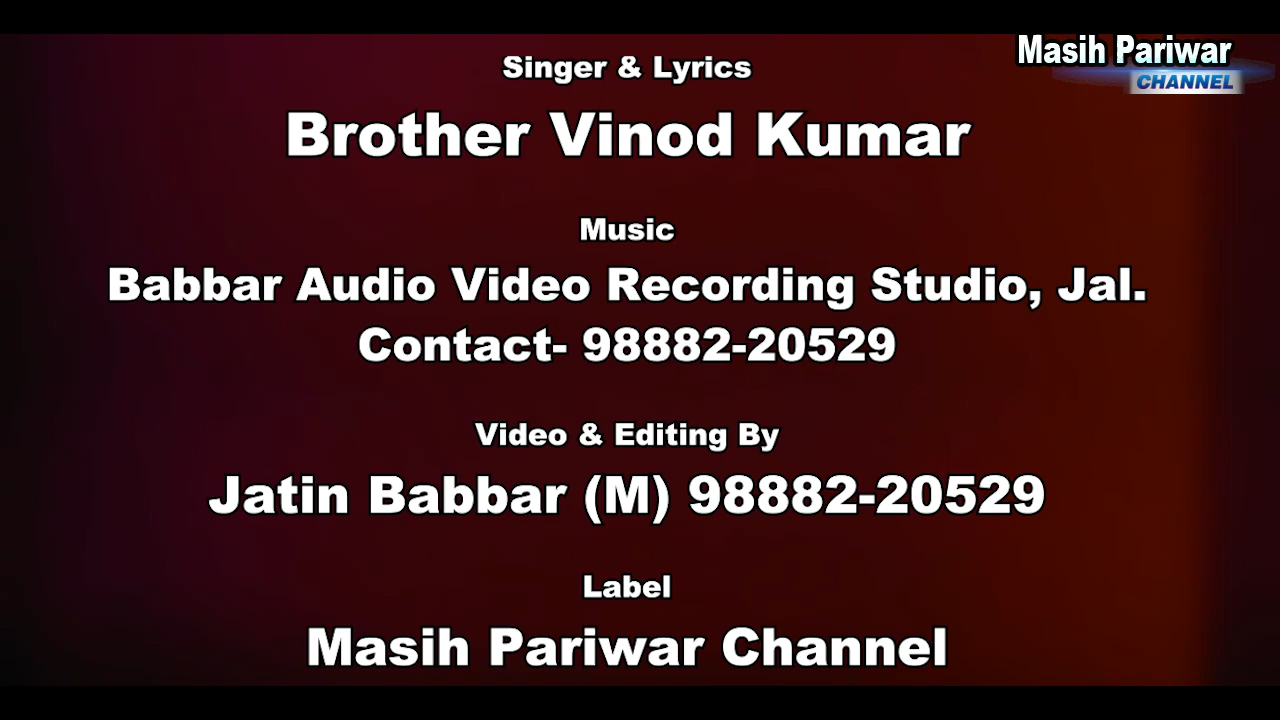 Masih Pariwar
CHANNEL
Singer & Lyrics
Brother Vinod Kumar
Music
Babbar Audio Video Recording Studio, Jal.
Contact- 98882-20529
Video & Editing By
Jatin Babbar (M) 98882-20529
Label
Masih Pariwar Channel